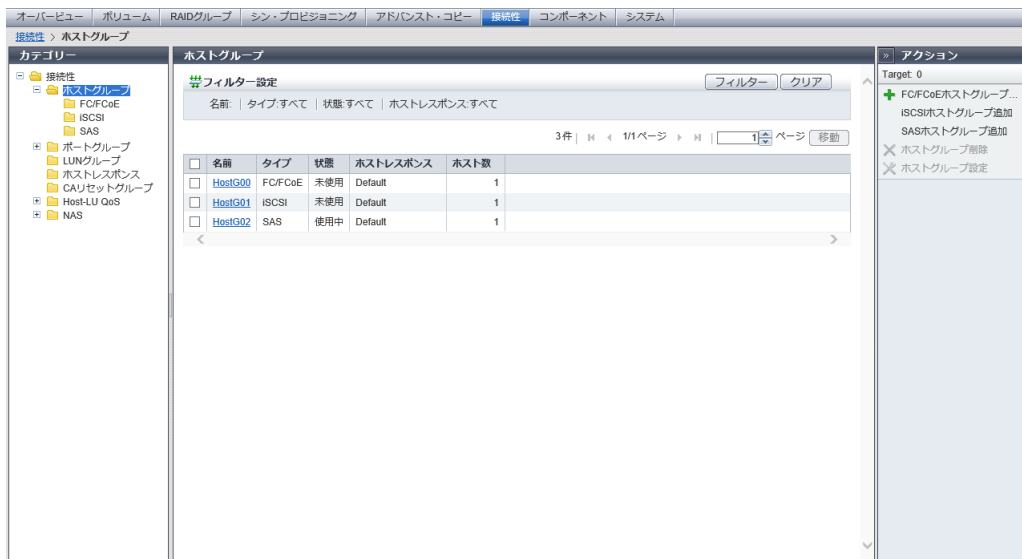 オーバービュー ボリューム RAIDグループ シン・プロビジョニング アドバンスト・コピー 接続性 コンポーネント システム
接続性 > ホストグループ
カテゴリー
接続性
ホストグループ
FC/FCoE
iSCSI
SAS
ポートグループ
LUNグループ
ホストレスポンス
CAリセットグループ
Host-LU QoS
NAS
ホストグループ
フィルター設定 フィルター クリア
名前: | タイプ:すべて | 状態:すべて | ホストレスポンス:すべて
3件 | 1/1ページ | 1 ページ 移動
名前 タイプ 状態 ホストレスポンス ホスト数
HostG00 FC/FCoE 未使用 Default 1
HostG01 iSCSI 未使用 Default 1
HostG02 SAS 使用中 Default 1
» アクション
Target: 0
FC/FCoEホストグループ...
iSCSIホストグループ追加
SASホストグループ追加
ホストグループ削除
ホストグループ設定